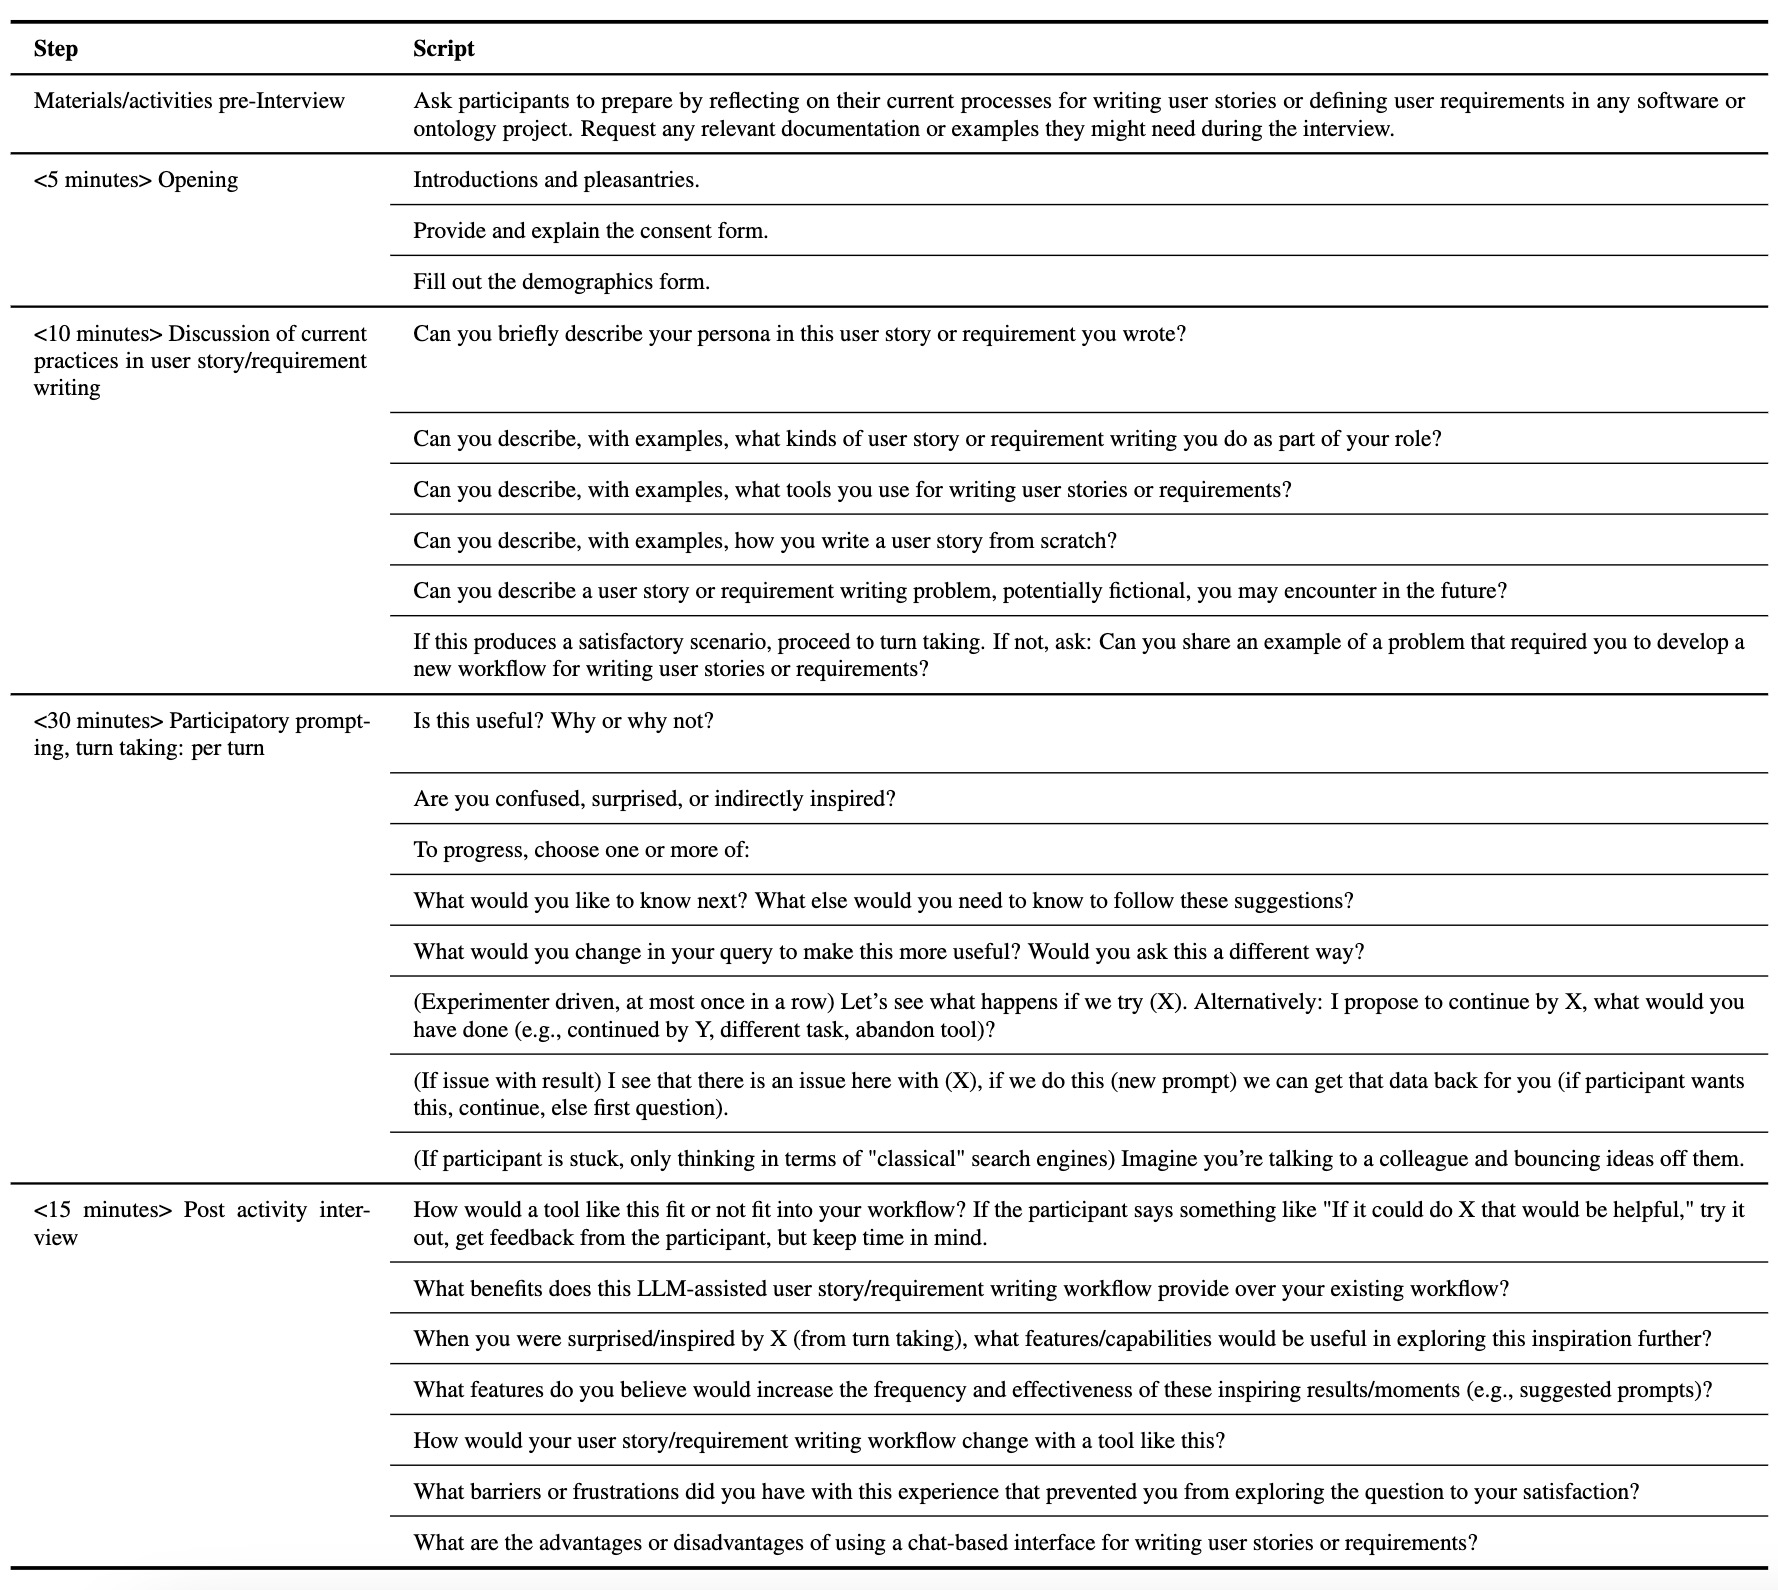 Step
Script
Materials/activities pre-Interview
Ask participants to prepare by reflecting on their current processes for writing user stories or defining user requirements in any software or
ontology project. Request any relevant documentation or examples they might need during the interview.
<5 minutes> Opening
Introductions and pleasantries.
Provide and explain the consent form.
Fill out the demographics form.
<10 minutes> Discussion of current
practices in user story/requirement
writing
Can you briefly describe your persona in this user story or requirement you wrote?
Can you describe, with examples, what kinds of user story or requirement writing you do as part of your role?
Can you describe, with examples, what tools you use for writing user stories or requirements?
Can you describe, with examples, how you write a user story from scratch?
Can you describe a user story or requirement writing problem, potentially fictional, you may encounter in the future?
If this produces a satisfactory scenario, proceed to turn taking. If not, ask: Can you share an example of a problem that required you to develop a
new workflow for writing user stories or requirements?
<30 minutes> Participatory prompt-
ing, turn taking: per turn
Is this useful? Why or why not?
Are you confused, surprised, or indirectly inspired?
To progress, choose one or more of:
What would you like to know next? What else would you need to know to follow these suggestions?
What would you change in your query to make this more useful? Would you ask this a different way?
(Experimenter driven, at most once in a row) Let's see what happens if we try (X). Alternatively: I propose to continue by X, what would you
have done (e.g., continued by Y, different task, abandon tool)?
(If issue with result) I see that there is an issue here with (X), if we do this (new prompt) we can get that data back for you (if participant wants
this, continue, else first question).
(If participant is stuck, only thinking in terms of "classical" search engines) Imagine you're talking to a colleague and bouncing ideas off them.
<15 minutes> Post activity inter-
view
How would a tool like this fit or not fit into your workflow? If the participant says something like "If it could do X that would be helpful," try it
out, get feedback from the participant, but keep time in mind.
What benefits does this LLM-assisted user story/requirement writing workflow provide over your existing workflow?
When you were surprised/inspired by X (from turn taking), what features/capabilities would be useful in exploring this inspiration further?
What features do you believe would increase the frequency and effectiveness of these inspiring results/moments (e.g., suggested prompts)?
How would your user story/requirement writing workflow change with a tool like this?
What barriers or frustrations did you have with this experience that prevented you from exploring the question to your satisfaction?
What are the advantages or disadvantages of using a chat-based interface for writing user stories or requirements?